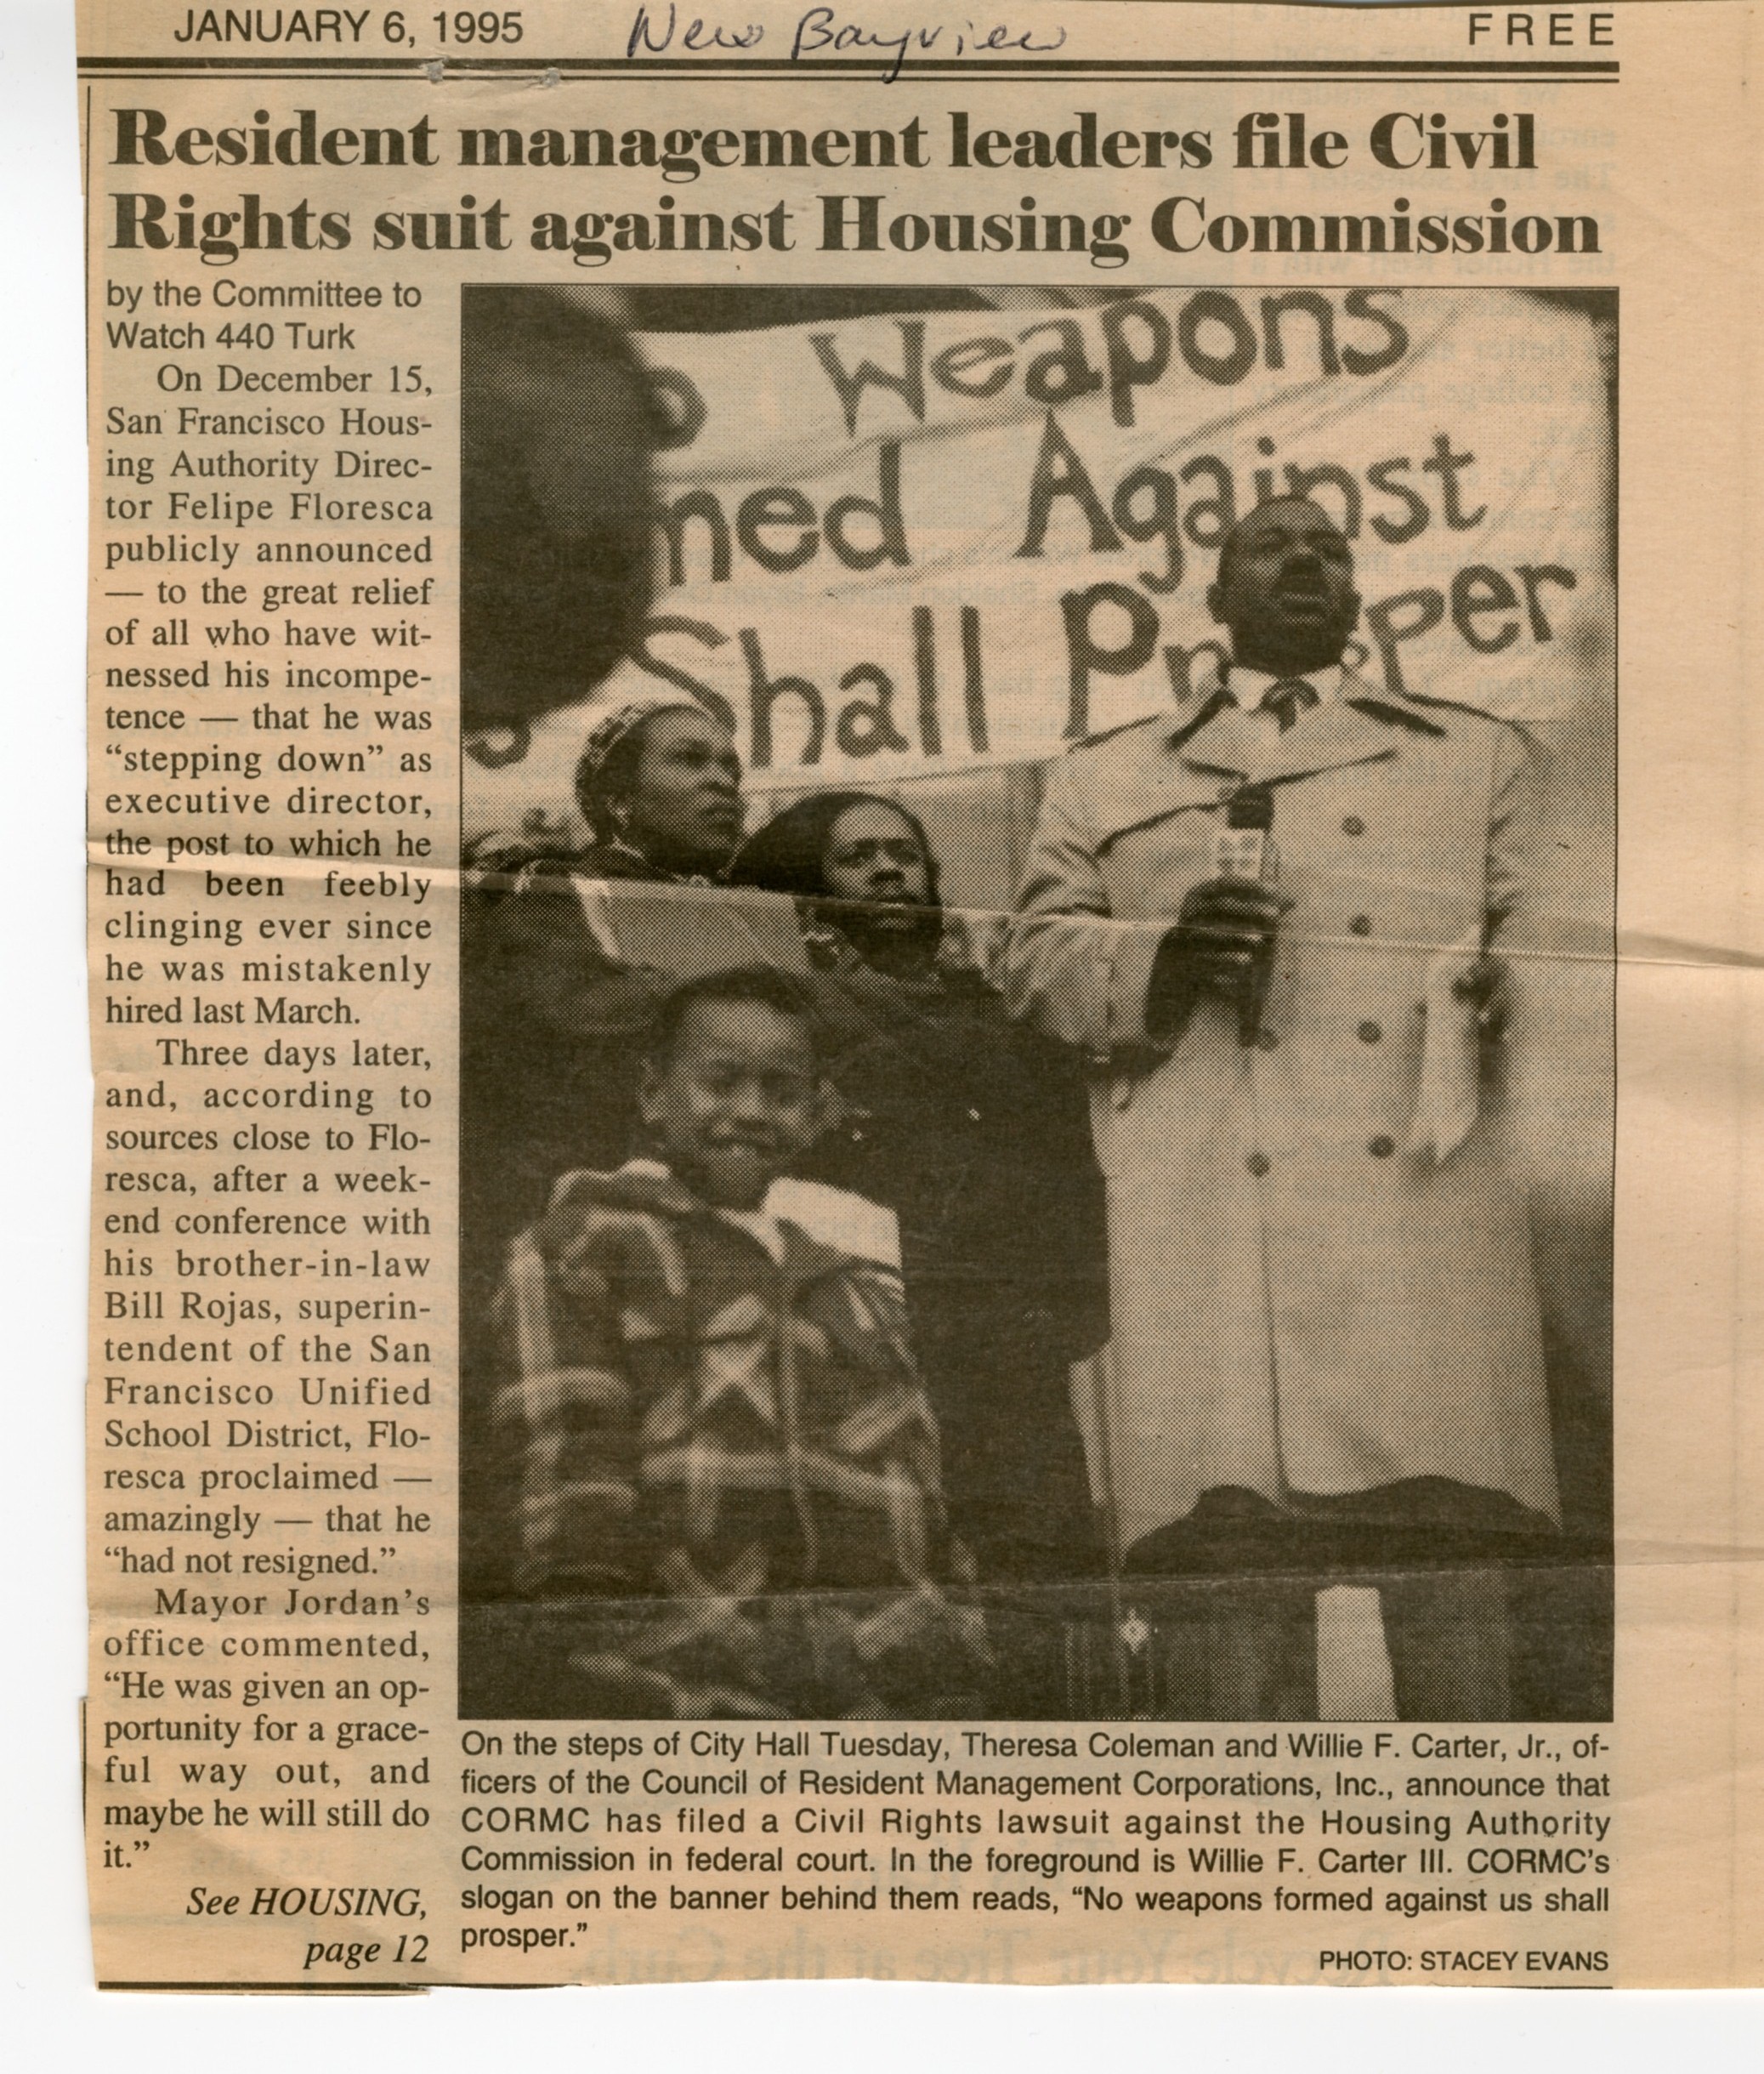 JANUARY 6, 1995 New Bayview FREE
Resident management leaders file Civil
Rights suit against Housing Commission
by the Committee to
Watch 440 Turk
On December 15,
San Francisco Hous-
ing Authority Direc-
tor Felipe Floresca
publicly announced
— to the great relief
of all who have wit-
nessed his incompe-
tence — that he was
“stepping down” as
executive director,
the post to which he
had been feebly
clinging ever since
he was mistakenly
hired last March.
Three days later,
and, according to
sources close to Flo-
resca, after a week-
end conference with
his brother-in-law
Bill Rojas, superin-
tendent of the San
Francisco Unified
School District, Flo-
resca proclaimed —
amazingly — that he
“had not resigned.”
Mayor Jordan’s
office commented,
“He was given an op-
portunity for a grace-
ful way out, and
maybe he will still do
it.”
See HOUSING,
page 12
Weapons
med Against
Shall Prosper
On the steps of City Hall Tuesday, Theresa Coleman and Willie F. Carter, Jr., of-
ficers of the Council of Resident Management Corporations, Inc., announce that
CORMC has filed a Civil Rights lawsuit against the Housing Authority
Commission in federal court. In the foreground is Willie F. Carter III. CORMC’s
slogan on the banner behind them reads, “No weapons formed against us shall
prosper.”
PHOTO: STACEY EVANS